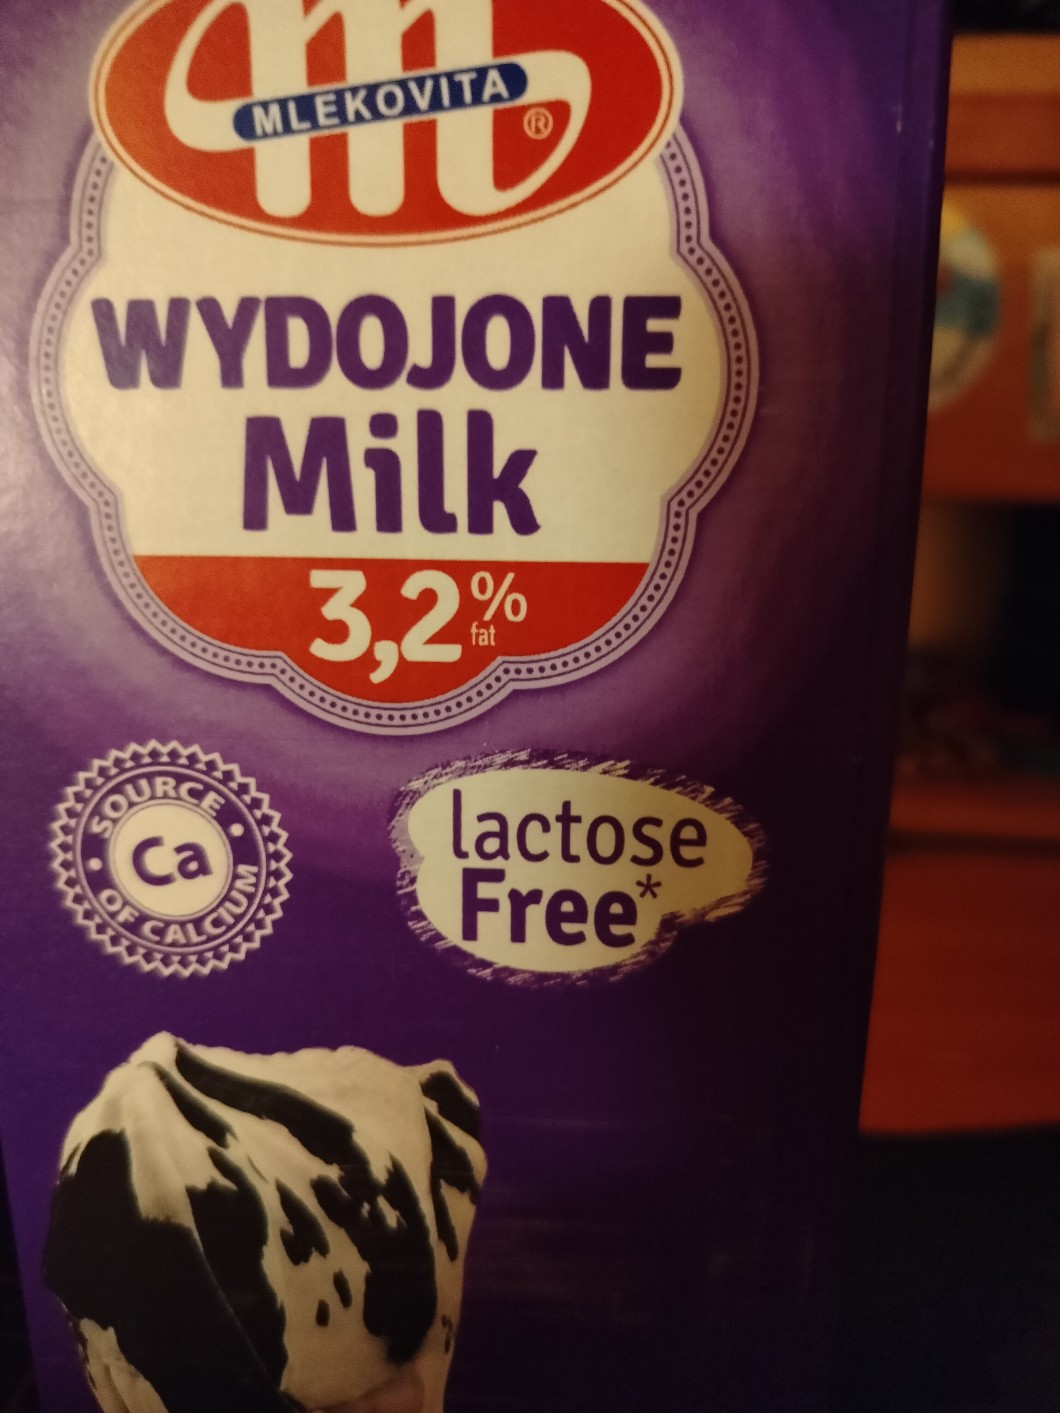 MLEKOVITA
®
WYDOJONE
Milk
3,2%
fat
SOURCE
Ca
OF CALCIUM
lactose
Free*